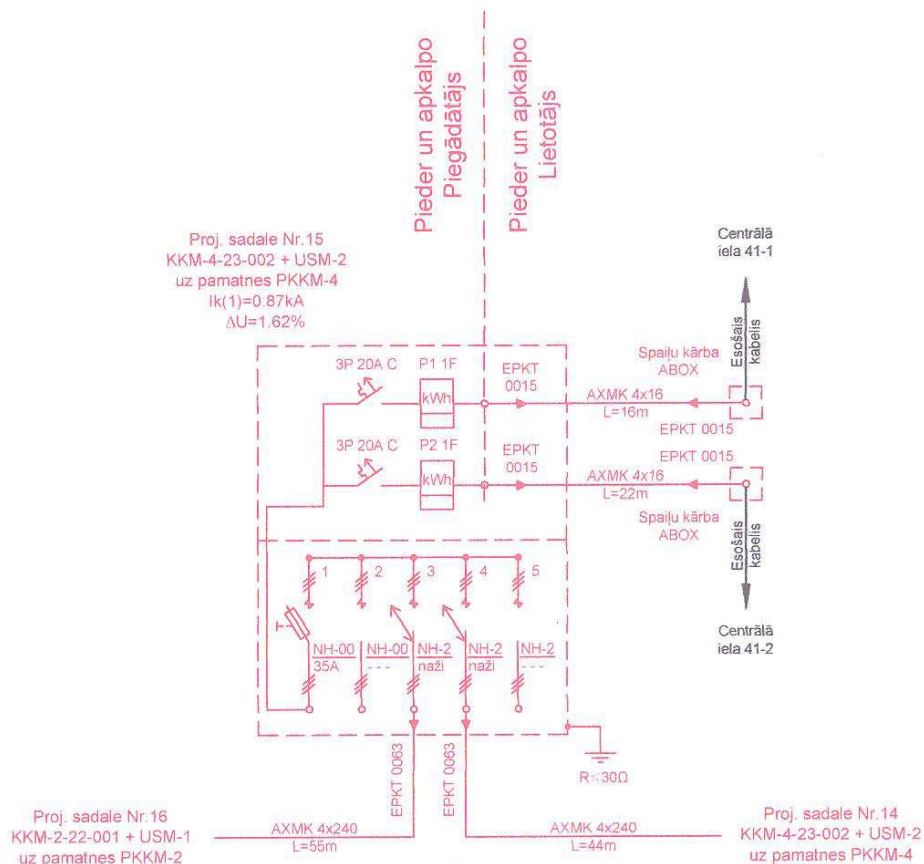 Pieder un apkalpo
Piegādātājs
Pieder un apkalpo
Lietotājs
Proj. sadale Nr.15
KKM-4-23-002 + USM-2
uz pamatnes PKKM-4
Ik(1)=0.87kA
ΔU=1.62%
Centrālā
iela 41-1
Esošais
kabelis
Spaiļu kārba
ABOX
3P 20A C
P1 1F
kWh
EPKT
0015
AXMK 4x16
L=16m
EPKT 0015
3P 20A C
P2 1F
kWh
EPKT
0015
AXMK 4x16
L=22m
EPKT 0015
Spaiļu kārba
ABOX
Esošais
kabelis
Centrālā
iela 41-2
1
2
3
4
5
NH-00
35A
NH-00
---
NH-2
naži
NH-2
naži
NH-2
---
EPKT 0063
EPKT 0063
R≤30Ω
Proj. sadale Nr.16
KKM-2-22-001 + USM-1
uz pamatnes PKKM-2
AXMK 4x240
L=55m
AXMK 4x240
L=44m
Proj. sadale Nr.14
KKM-4-23-002 + USM-2
uz pamatnes PKKM-4